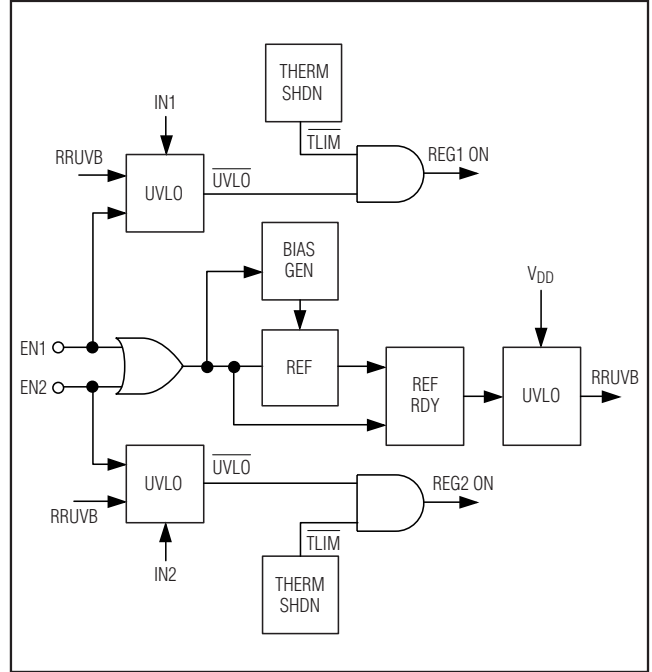 THERM
SHDN
IN1
TLIM
RRUVB
REG1 ON
UVLO
UVLO
BIAS
GEN
VDD
EN1
EN2
REF
REF
RDY
UVLO
RRUVB
UVLO
UVLO
REG2 ON
RRUVB
TLIM
IN2
THERM
SHDN